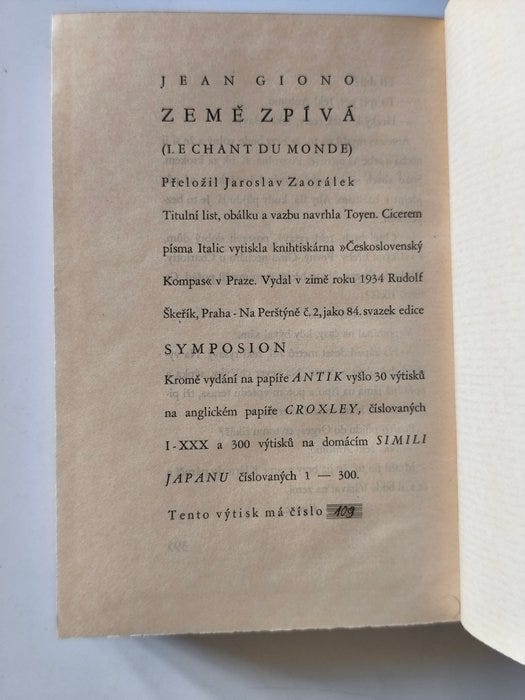 JEAN GIONO
ZEMĚ ZPÍVÁ
(LE CHANT DU MONDE)
Přeložil Jaroslav Zaorálek
Titulní list, obálku a vazbu navrhla Toyen. Cicerem
písma Italic vytiskla knihtiskárna »Československý
Kompas« v Praze. Vydal v zimě roku 1934 Rudolf
Škeřík, Praha - Na Perštýně č. 2, jako 84. svazek edice
SYMPOSION
Kromě vydání na papíře ANTIK vyšlo 30 výtisků
na anglickém papíře CROXLEY, číslovaných
I - XXX a 300 výtisků na domácím SIMILI
JAPANU číslovaných 1 — 300.
Tento výtisk má číslo 109